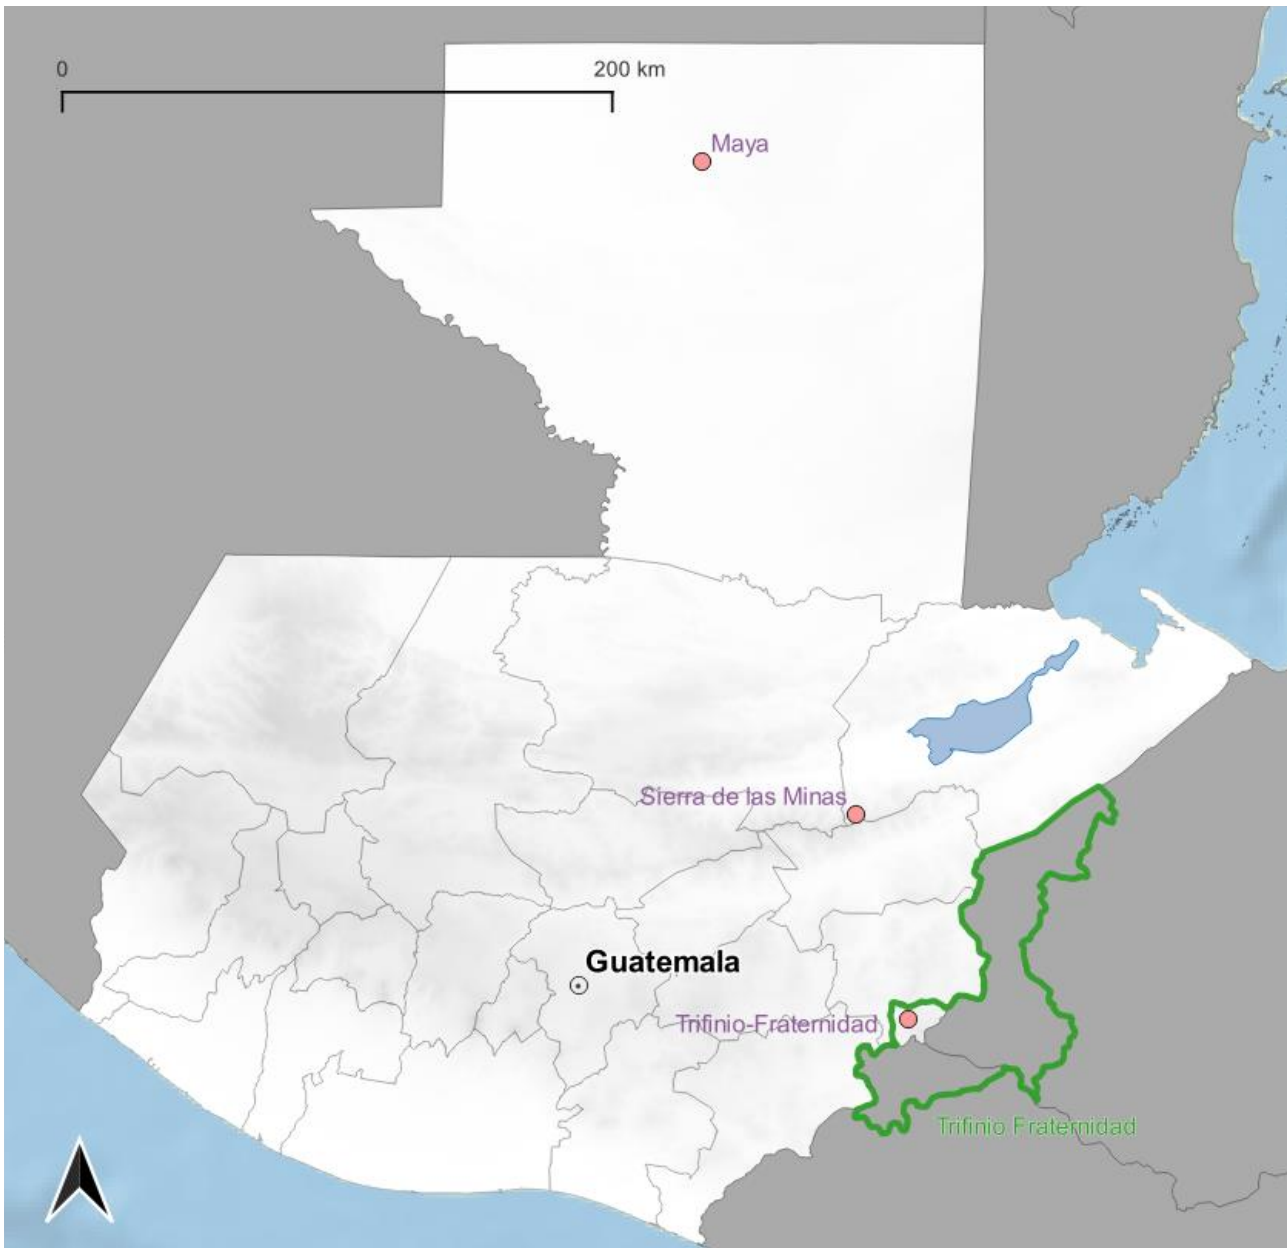 0
200 km
Maya
Sierra de las Minas
Guatemala
Trifinio-Fraternidad
Trifinio Fraternidad